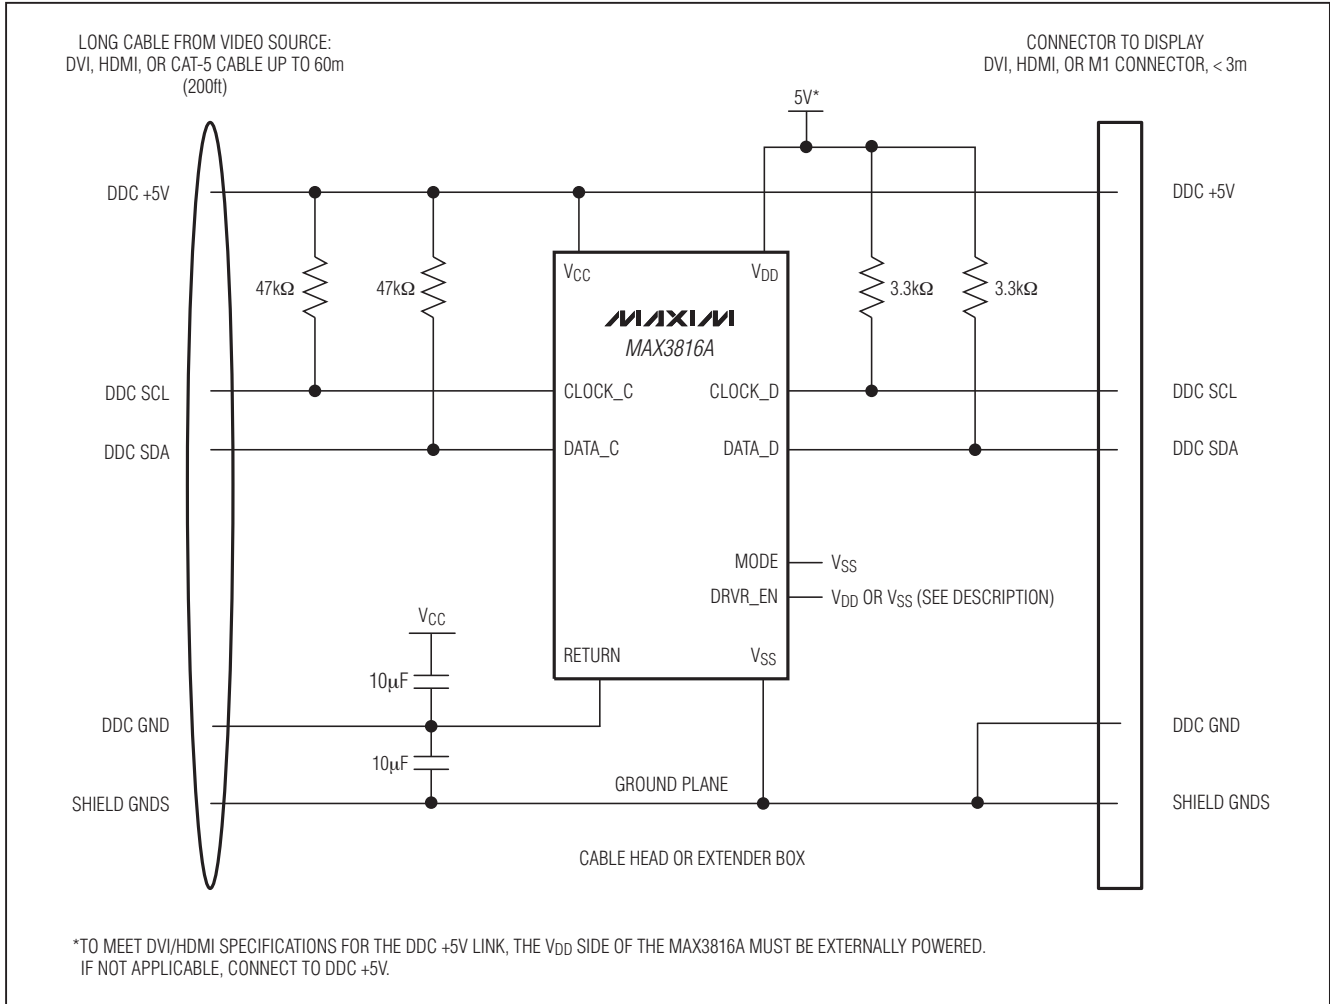 LONG CABLE FROM VIDEO SOURCE:
DVI, HDMI, OR CAT-5 CABLE UP TO 60m
(200ft)
CONNECTOR TO DISPLAY
DVI, HDMI, OR M1 CONNECTOR, < 3m
5V*
DDC +5V
DDC +5V
VCC
VDD
47kΩ
47kΩ
3.3kΩ
3.3kΩ
MAXIM
MAX3816A
DDC SCL
CLOCK_C
CLOCK_D
DDC SCL
DDC SDA
DATA_C
DATA_D
DDC SDA
MODE
VSS
DRVR_EN
VDD OR VSS (SEE DESCRIPTION)
VCC
RETURN
VSS
10µF
DDC GND
DDC GND
10µF
GROUND PLANE
SHIELD GNDS
SHIELD GNDS
CABLE HEAD OR EXTENDER BOX
*TO MEET DVI/HDMI SPECIFICATIONS FOR THE DDC +5V LINK, THE VDD SIDE OF THE MAX3816A MUST BE EXTERNALLY POWERED.
IF NOT APPLICABLE, CONNECT TO DDC +5V.